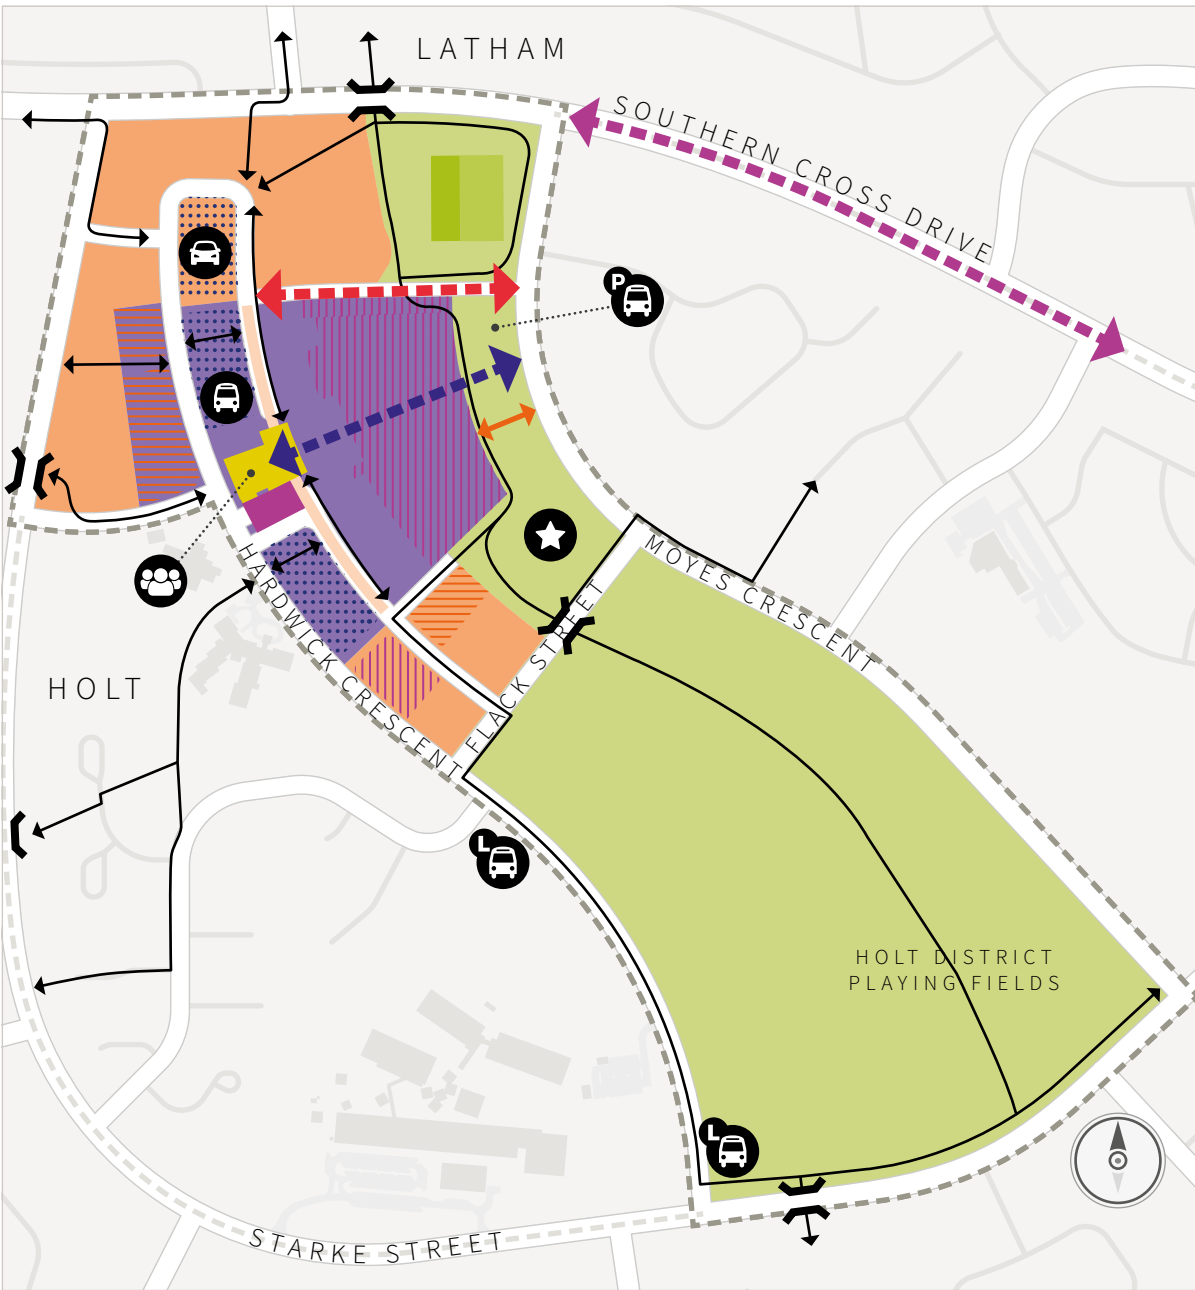 LATHAM
SOUTHERN CROSS DRIVE
P
MOYES CRESCENT
HARDWICK CRESCENT
FLACK STREET
HOLT
L
HOLT DISTRICT
PLAYING FIELDS
L
STARKE STREET